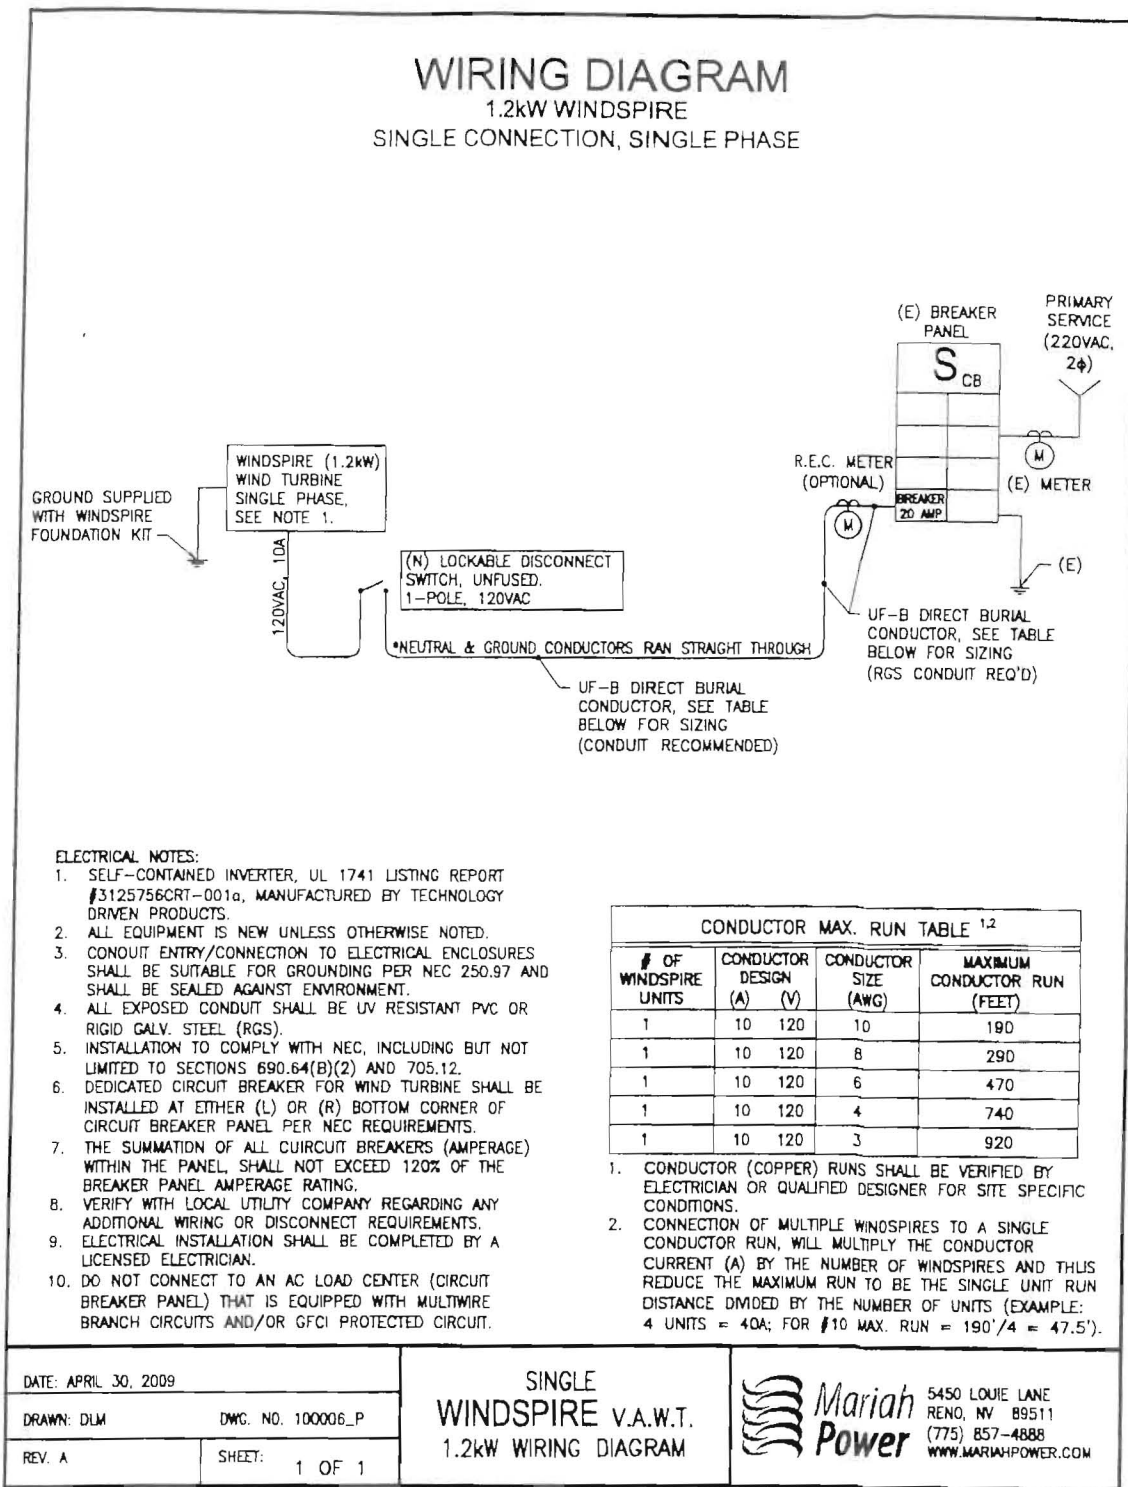 WIRING DIAGRAM
1.2kW WINDSPIRE
SINGLE CONNECTION, SINGLE PHASE
(E) BREAKER
PANEL
PRIMARY
SERVICE
(220VAC,
2ϕ)
S CB
WINDSPIRE (1.2kW)
WIND TURBINE
SINGLE PHASE,
SEE NOTE 1.
GROUND SUPPLIED
WITH WINDSPIRE
FOUNDATION KIT
R.E.C. METER
(OPTIONAL)
M
BREAKER
20 AMP
M
(E) METER
120VAC, 10A
(N) LOCKABLE DISCONNECT
SWITCH, UNFUSED.
1-POLE, 120VAC
(E)
*NEUTRAL & GROUND CONDUCTORS RAN STRAIGHT THROUGH
UF-B DIRECT BURIAL
CONDUCTOR, SEE TABLE
BELOW FOR SIZING
(RGS CONDUIT REQ'D)
UF-B DIRECT BURIAL
CONDUCTOR, SEE TABLE
BELOW FOR SIZING
(CONDUIT RECOMMENDED)
ELECTRICAL NOTES:
1. SELF-CONTAINED INVERTER, UL 1741 LISTING REPORT
#3125756CRT-001a, MANUFACTURED BY TECHNOLOGY
DRIVEN PRODUCTS.
2. ALL EQUIPMENT IS NEW UNLESS OTHERWISE NOTED.
3. CONDUIT ENTRY/CONNECTION TO ELECTRICAL ENCLOSURES
SHALL BE SUITABLE FOR GROUNDING PER NEC 250.97 AND
SHALL BE SEALED AGAINST ENVIRONMENT.
4. ALL EXPOSED CONDUIT SHALL BE UV RESISTANT PVC OR
RIGID GALV. STEEL (RGS).
5. INSTALLATION TO COMPLY WITH NEC, INCLUDING BUT NOT
LIMITED TO SECTIONS 690.64(B)(2) AND 705.12.
6. DEDICATED CIRCUIT BREAKER FOR WIND TURBINE SHALL BE
INSTALLED AT EITHER (L) OR (R) BOTTOM CORNER OF
CIRCUIT BREAKER PANEL PER NEC REQUIREMENTS.
7. THE SUMMATION OF ALL CUIRCUIT BREAKERS (AMPERAGE)
WITHIN THE PANEL, SHALL NOT EXCEED 120% OF THE
BREAKER PANEL AMPERAGE RATING.
8. VERIFY WITH LOCAL UTILITY COMPANY REGARDING ANY
ADDITIONAL WIRING OR DISCONNECT REQUIREMENTS.
9. ELECTRICAL INSTALLATION SHALL BE COMPLETED BY A
LICENSED ELECTRICIAN.
10. DO NOT CONNECT TO AN AC LOAD CENTER (CIRCUIT
BREAKER PANEL) THAT IS EQUIPPED WITH MULTIWIRE
BRANCH CIRCUITS AND/OR GFCI PROTECTED CIRCUIT.
CONDUCTOR MAX. RUN TABLE 1,2
# OF WINDSPIRE UNITS | CONDUCTOR DESIGN (A) (V) | CONDUCTOR SIZE (AWG) | MAXIMUM CONDUCTOR RUN (FEET)
1 | 10 120 | 10 | 190
1 | 10 120 | 8 | 290
1 | 10 120 | 6 | 470
1 | 10 120 | 4 | 740
1 | 10 120 | 3 | 920
1. CONDUCTOR (COPPER) RUNS SHALL BE VERIFIED BY
ELECTRICIAN OR QUALIFIED DESIGNER FOR SITE SPECIFIC
CONDITIONS.
2. CONNECTION OF MULTIPLE WINDSPIRES TO A SINGLE
CONDUCTOR RUN, WILL MULTIPLY THE CONDUCTOR
CURRENT (A) BY THE NUMBER OF WINDSPIRES AND THUS
REDUCE THE MAXIMUM RUN TO BE THE SINGLE UNIT RUN
DISTANCE DIVIDED BY THE NUMBER OF UNITS (EXAMPLE:
4 UNITS = 40A; FOR #10 MAX. RUN = 190'/4 = 47.5').
DATE: APRIL 30, 2009
DRAWN: DLM
DWG. NO. 100006_P
REV. A
SHEET: 1 OF 1
SINGLE
WINDSPIRE V.A.W.T.
1.2kW WIRING DIAGRAM
Mariah
Power
5450 LOUIE LANE
RENO, NV 89511
(775) 857-4888
WWW.MARIAHPOWER.COM